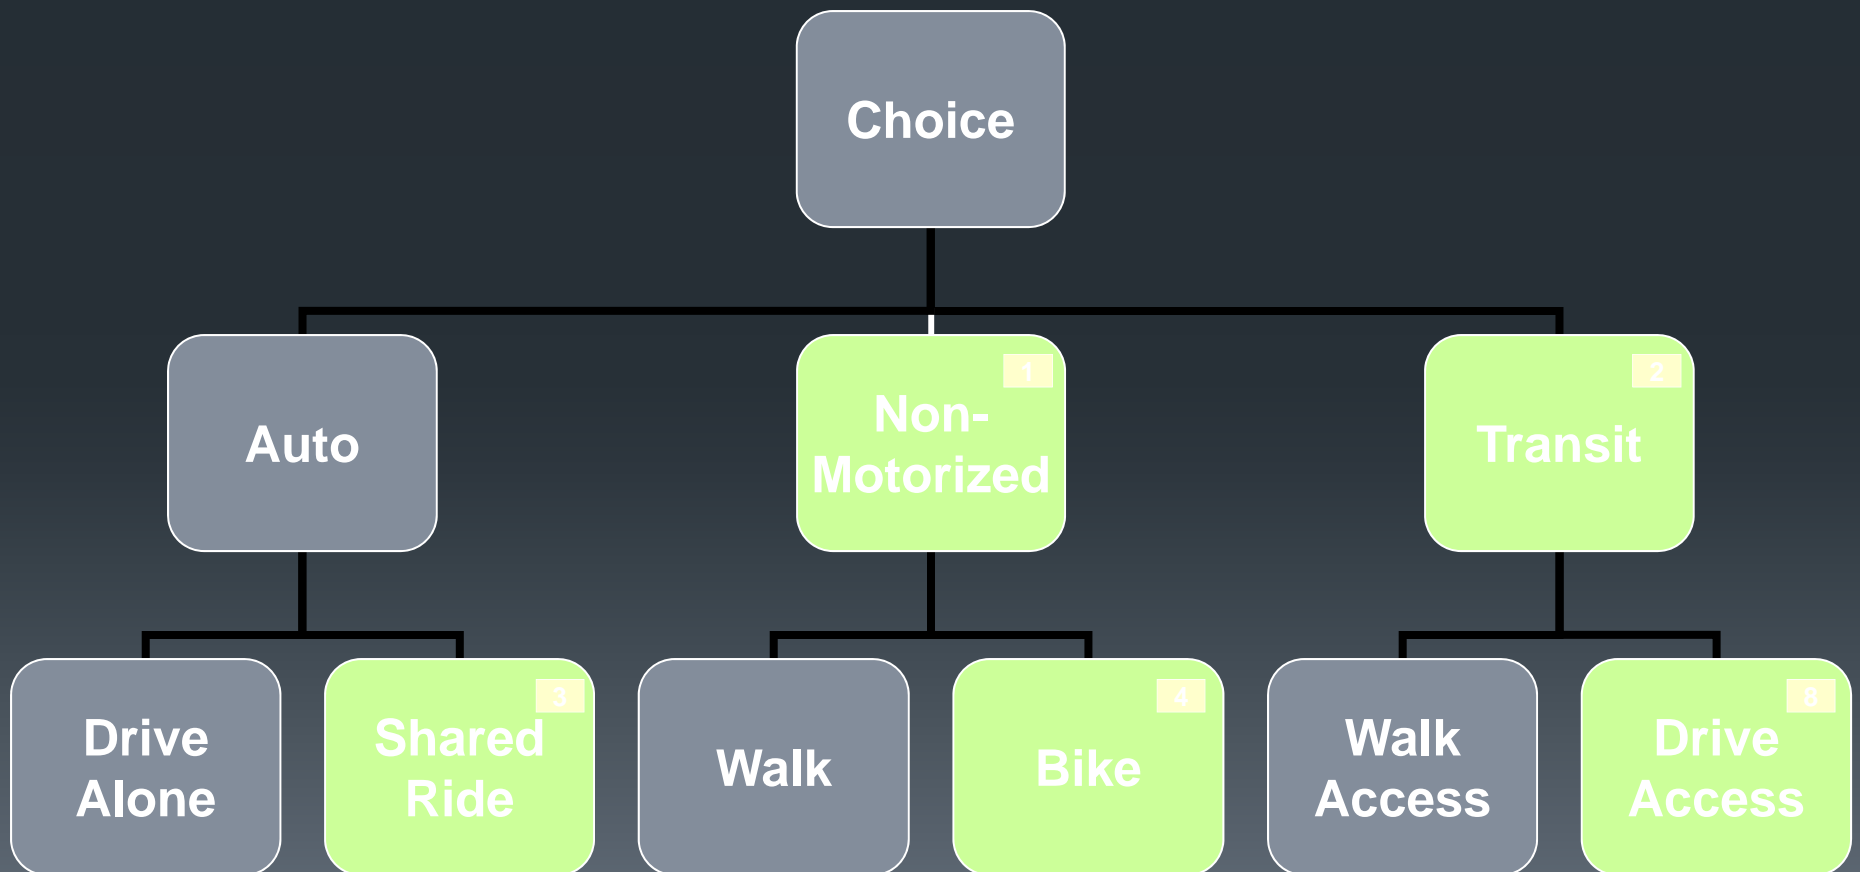 Choice
Auto
1
Non-
Motorized
2
Transit
Drive
Alone
3
Shared
Ride
Walk
4
Bike
Walk
Access
8
Drive
Access